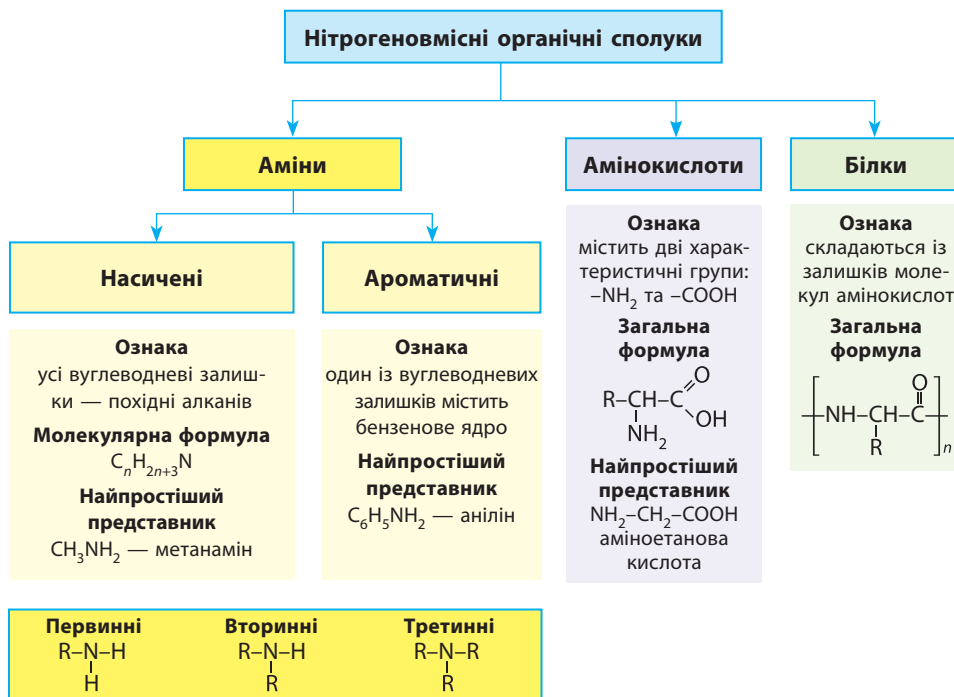 Нітрогеновмісні органічні сполуки
Аміни
Насичені
Ознака
усі вуглеводневі залиш-
ки — похідні алканів
Молекулярна формула
CₙH₂ₙ₊₃N
Найпростіший
представник
CH₃NH₂ — метанамін
Ароматичні
Ознака
один із вуглеводневих
залишків містить
бензенове ядро
Найпростіший
представник
C₆H₅NH₂ — анілін
Первинні
R–N–H
H
Вторинні
R–N–H
R
Третинні
R–N–R
R
Амінокислоти
Ознака
містить дві харак-
теристичні групи:
–NH₂ та –COOH
Загальна
формула
O
R–CH–C
OH
NH₂
Найпростіший
представник
NH₂–CH₂–COOH
аміноетанова
кислота
Білки
Ознака
складаються із
залишків моле-
кул амінокислот
Загальна
формула
O
NH–CH–C
R
n